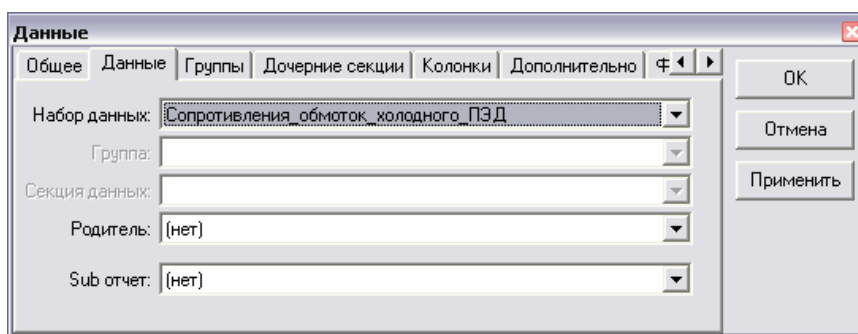 Данные
Общее Данные Группы Дочерние секции Колонки Дополнительно
Набор данных: Сопротивления_обмоток_холодного_ПЭД
Группа:
Секция данных:
Родитель: (нет)
Sub отчет: (нет)
ОК
Отмена
Применить